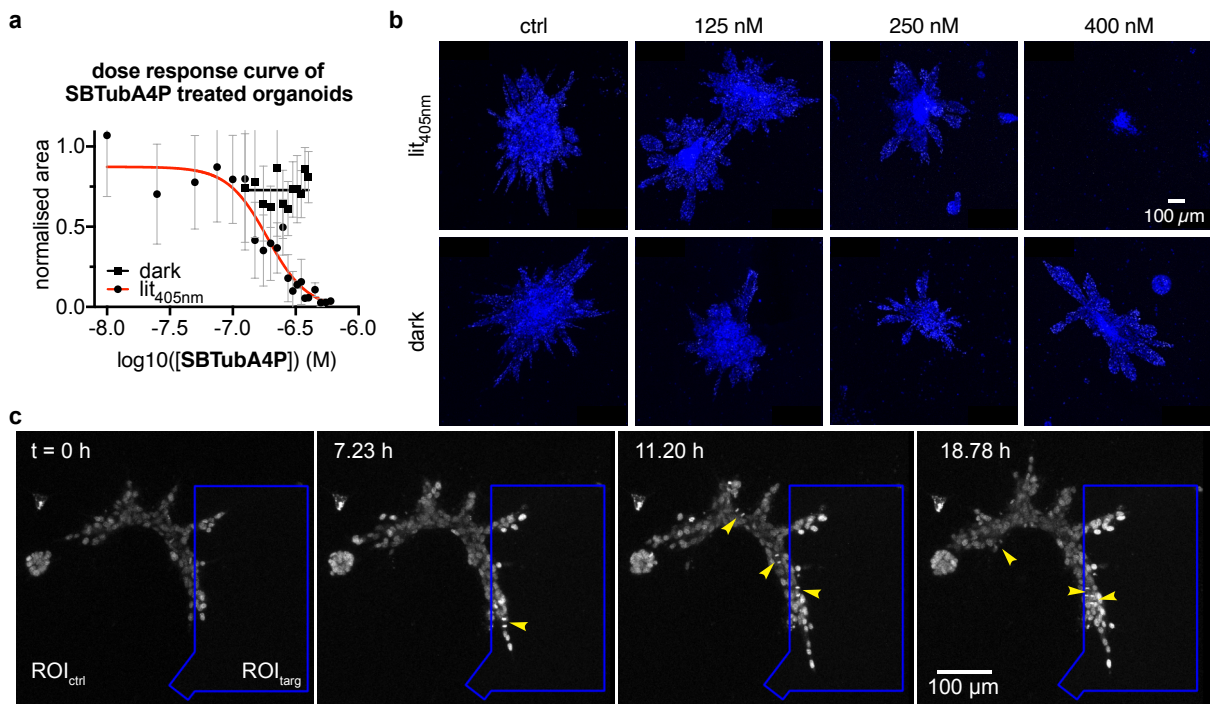 a
dose response curve of
SBTubA4P treated organoids
normalised area
1.0
0.5
0.0
dark
lit405nm
-8.0 -7.5 -7.0 -6.5 -6.0
log10([SBTubA4P]) (M)
b
ctrl 125 nM 250 nM 400 nM
lit405nm
100 µm
dark
c
t = 0 h 7.23 h 11.20 h 18.78 h
ROIctrl ROItarg
100 µm